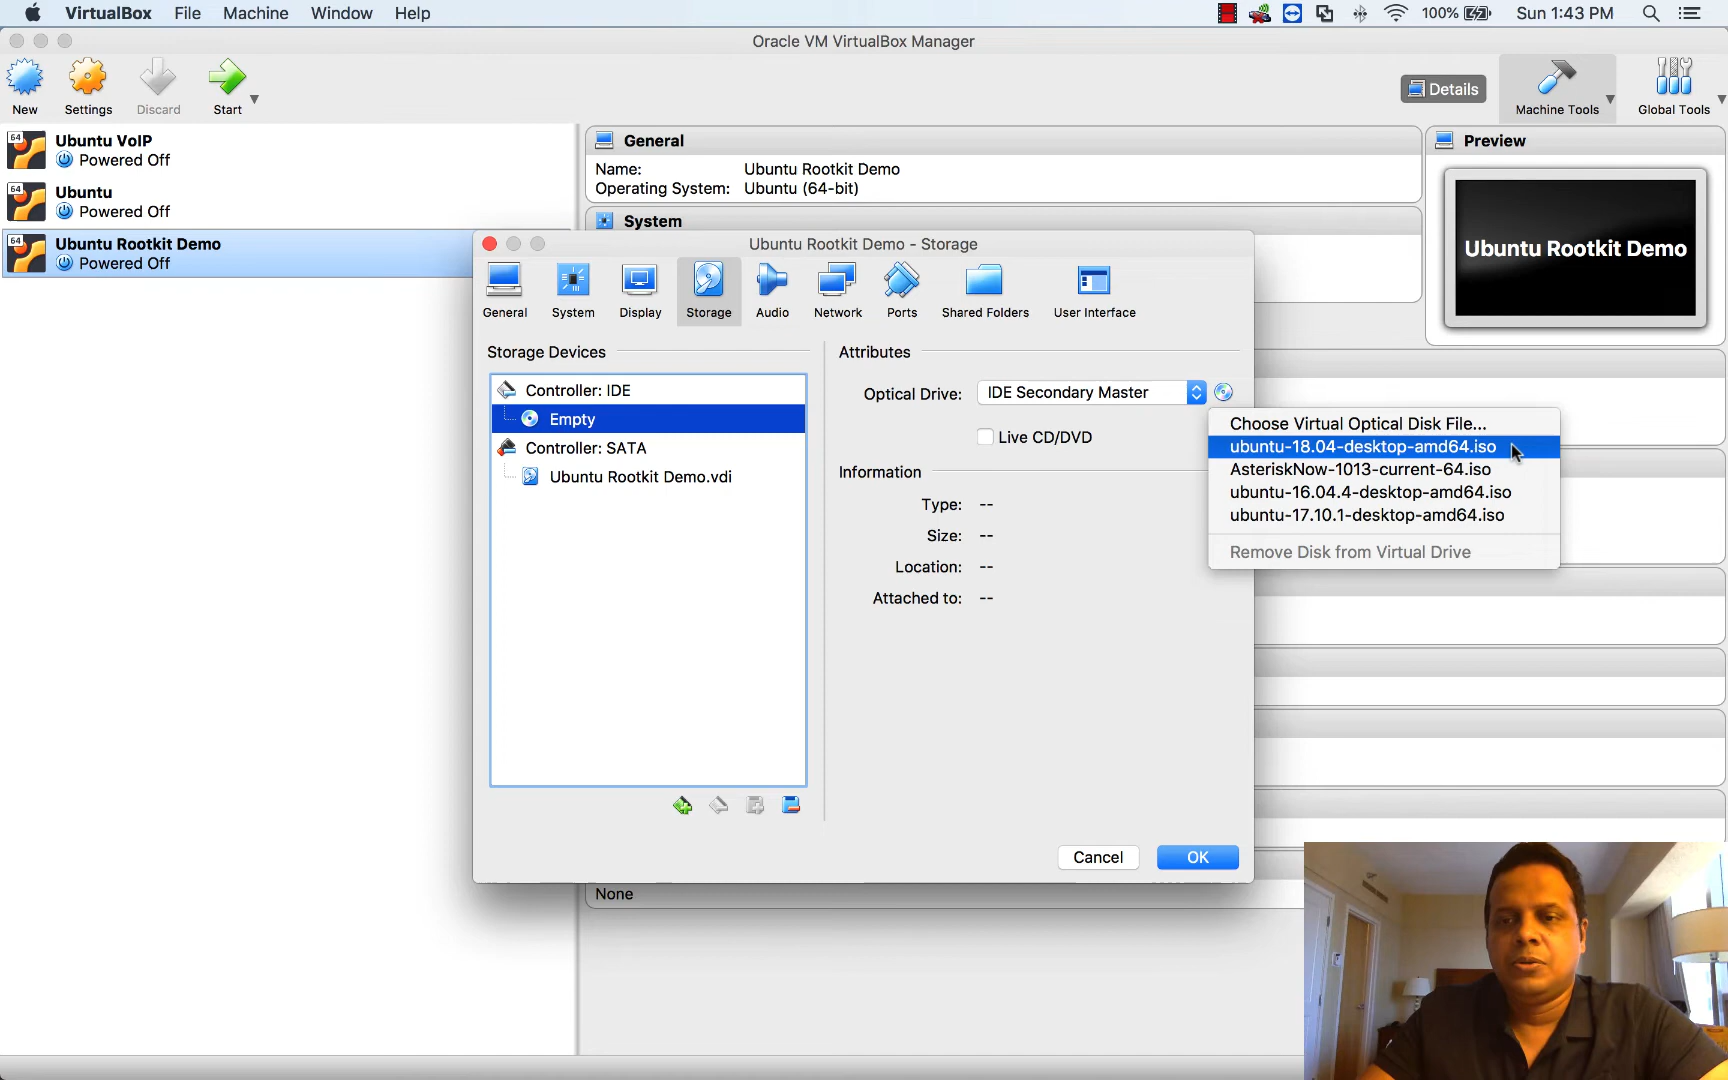 VirtualBox File Machine Window Help 100% Sun 1:43 PM
Oracle VM VirtualBox Manager
New Settings Discard Start Details Machine Tools Global Tools
64 Ubuntu VoIP
Powered Off
64 Ubuntu
Powered Off
64 Ubuntu Rootkit Demo
Powered Off
General
Name: Ubuntu Rootkit Demo
Operating System: Ubuntu (64-bit)
System
Preview
Ubuntu Rootkit Demo
Ubuntu Rootkit Demo - Storage
General System Display Storage Audio Network Ports Shared Folders User Interface
Storage Devices
Controller: IDE
Empty
Controller: SATA
Ubuntu Rootkit Demo.vdi
Attributes
Optical Drive: IDE Secondary Master
Live CD/DVD
Information
Type: --
Size: --
Location: --
Attached to: --
Choose Virtual Optical Disk File...
ubuntu-18.04-desktop-amd64.iso
AsteriskNow-1013-current-64.iso
ubuntu-16.04.4-desktop-amd64.iso
ubuntu-17.10.1-desktop-amd64.iso
Remove Disk from Virtual Drive
Cancel OK
None